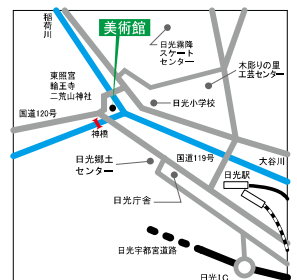 稲荷川
美術館
日光霧降
スケート
センター
木彫りの里
工芸センター
東照宮
輪王寺
二荒山神社
日光小学校
国道120号
神橋
日光郷土
センター
国道119号
大谷川
日光駅
日光庁舎
日光宇都宮道路
日光IC